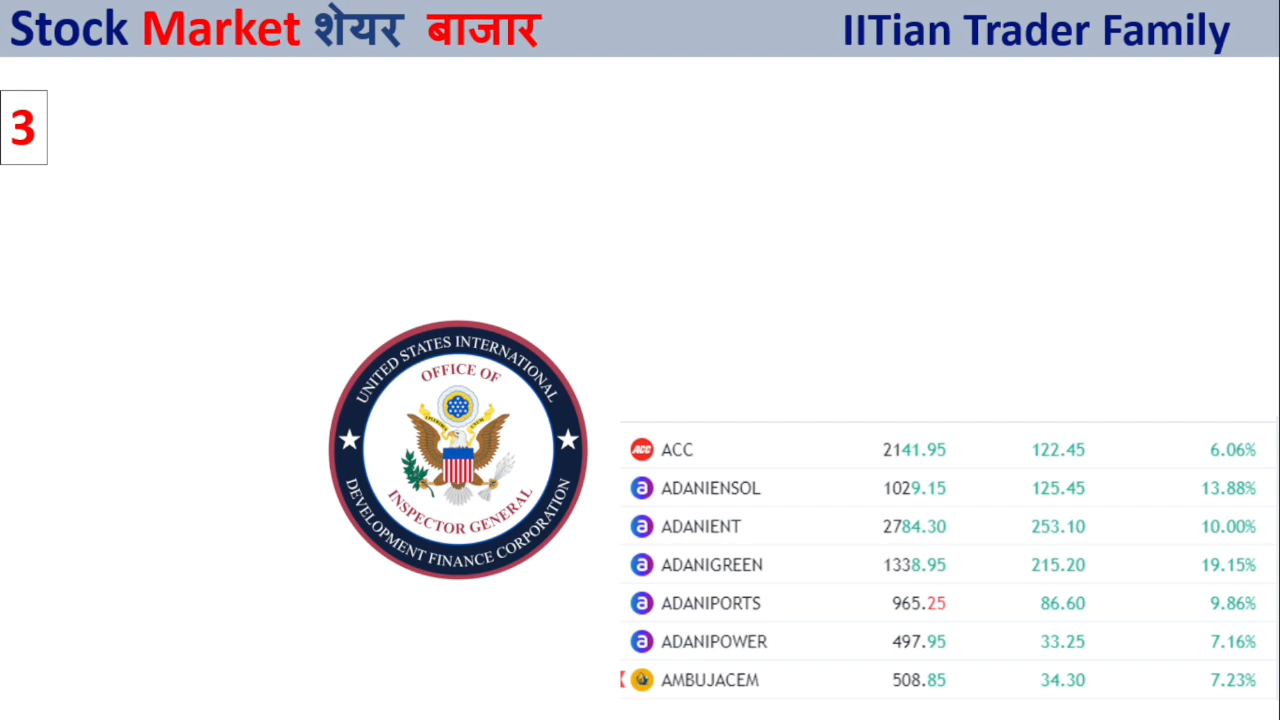 Stock Market शेयर बाजार
IITian Trader Family
3
UNITED STATES INTERNATIONAL
OFFICE OF
INSPECTOR GENERAL
DEVELOPMENT FINANCE CORPORATION
ACC 2141.95 122.45 6.06%
ADANIENSOL 1029.15 125.45 13.88%
ADANIENT 2784.30 253.10 10.00%
ADANIGREEN 1338.95 215.20 19.15%
ADANIPORTS 965.25 86.60 9.86%
ADANIPOWER 497.95 33.25 7.16%
AMBUJACEM 508.85 34.30 7.23%